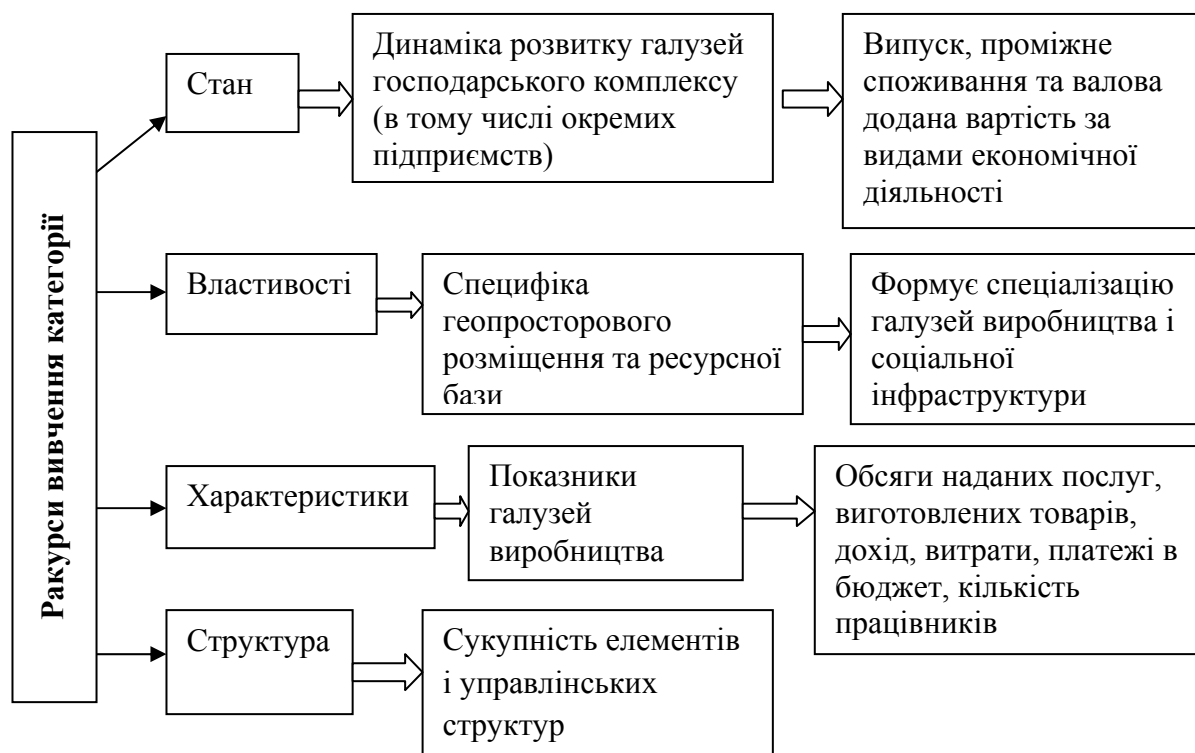 Ракурси вивчення категорії
Стан
Динаміка розвитку галузей
господарського комплексу
(в тому числі окремих
підприємств)
Випуск, проміжне
споживання та валова
додана вартість за
видами економічної
діяльності
Властивості
Специфіка
геопросторового
розміщення та ресурсної
бази
Формує спеціалізацію
галузей виробництва і
соціальної
інфраструктури
Характеристики
Показники
галузей
виробництва
Обсяги наданих послуг,
виготовлених товарів,
дохід, витрати, платежі в
бюджет, кількість
працівників
Структура
Сукупність елементів
і управлінських
структур